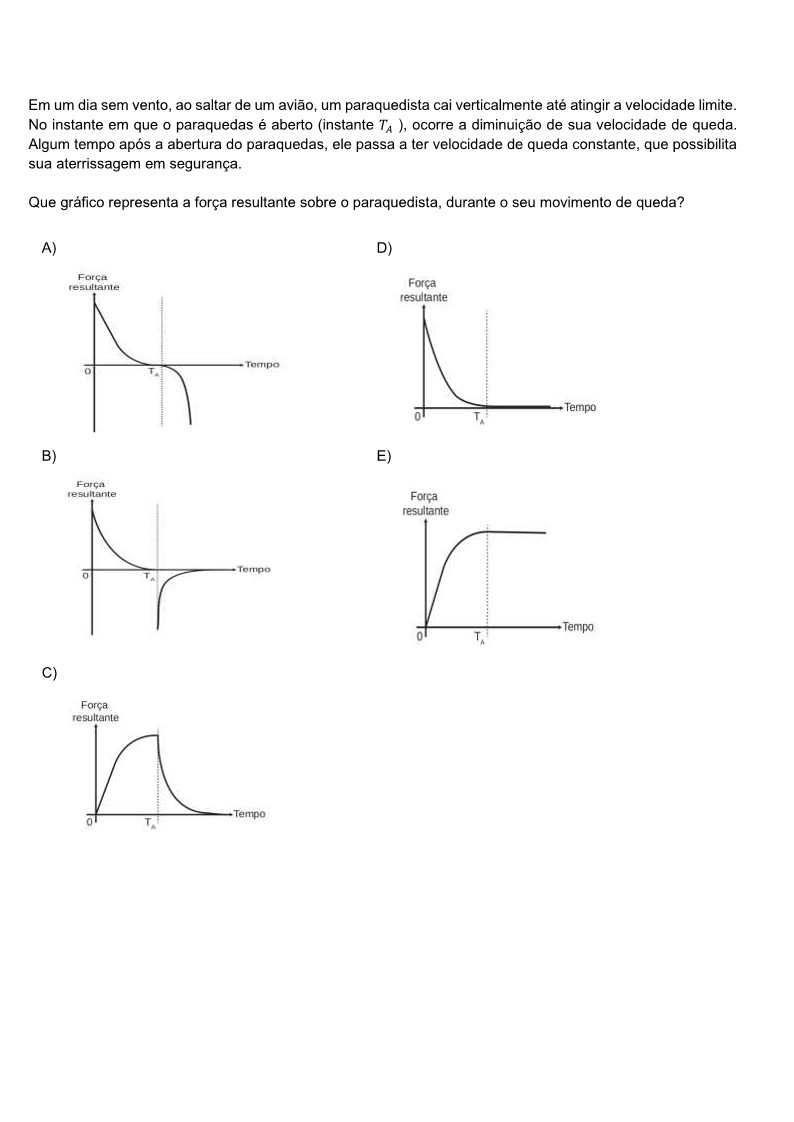 Em um dia sem vento, ao saltar de um avião, um paraquedista cai verticalmente até atingir a velocidade limite.
No instante em que o paraquedas é aberto (instante T_A ), ocorre a diminuição de sua velocidade de queda.
Algum tempo após a abertura do paraquedas, ele passa a ter velocidade de queda constante, que possibilita
sua aterrissagem em segurança.
Que gráfico representa a força resultante sobre o paraquedista, durante o seu movimento de queda?
A)
Força
resultante
0
T_A
Tempo
B)
Força
resultante
0
T_A
Tempo
C)
Força
resultante
0
T_A
Tempo
D)
Força
resultante
0
T_A
Tempo
E)
Força
resultante
0
T_A
Tempo